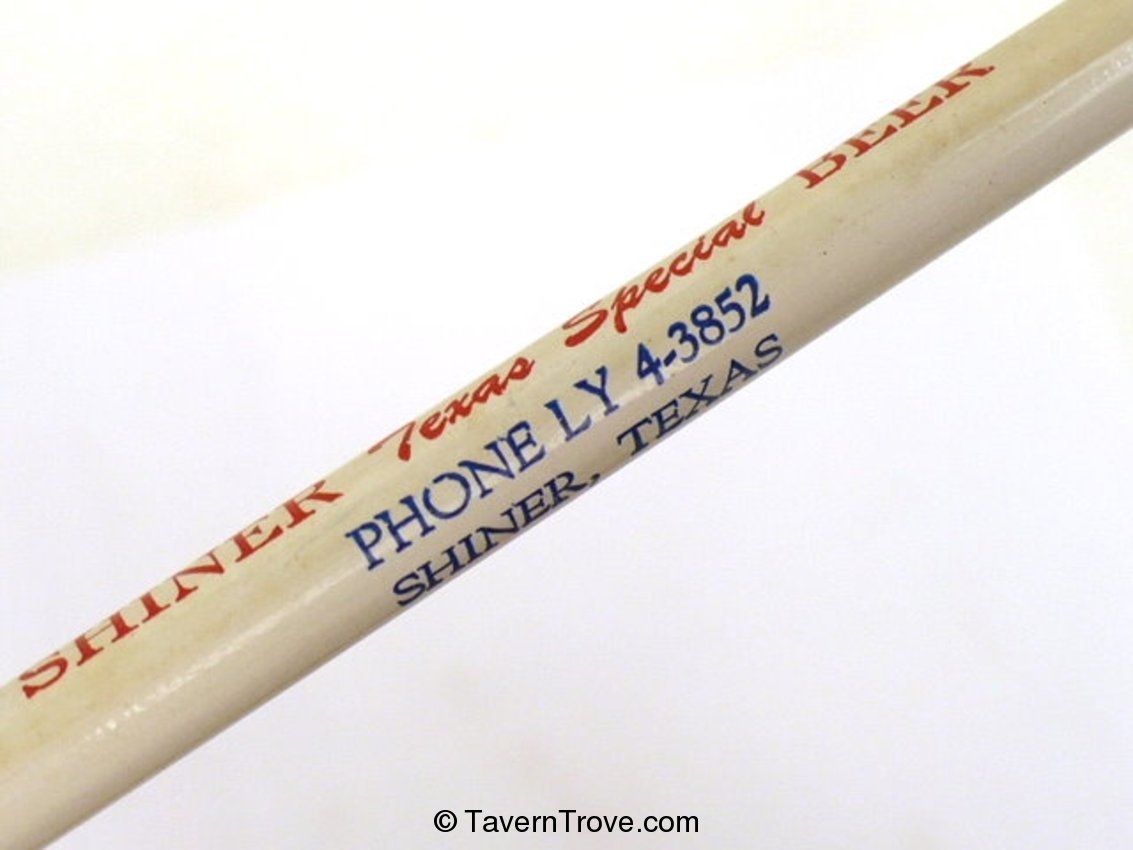 SHINER Texas Special BEER
PHONE LY 4-3852
SHINER, TEXAS
© TavernTrove.com